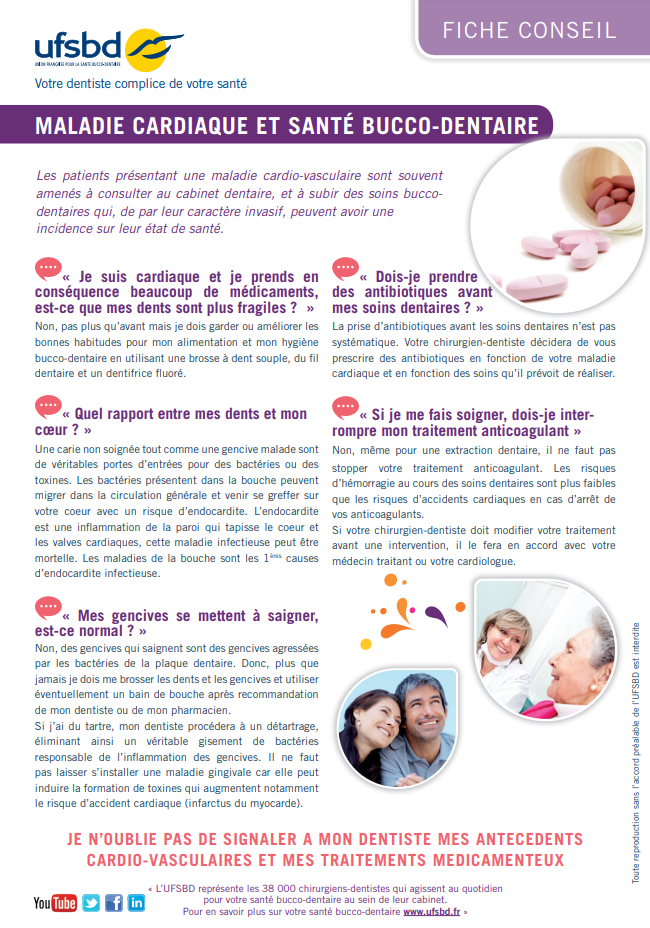 FICHE CONSEIL
ufsbd
UNION FRANÇAISE POUR LA SANTÉ BUCCO-DENTAIRE
Votre dentiste complice de votre santé
MALADIE CARDIAQUE ET SANTÉ BUCCO-DENTAIRE
Les patients présentant une maladie cardio-vasculaire sont souvent
amenés à consulter au cabinet dentaire, et à subir des soins bucco-
dentaires qui, de par leur caractère invasif, peuvent avoir une
incidence sur leur état de santé.
« Je suis cardiaque et je prends en
conséquence beaucoup de médicaments,
est-ce que mes dents sont plus fragiles ? »
Non, pas plus qu’avant mais je dois garder ou améliorer les
bonnes habitudes pour mon alimentation et mon hygiène
bucco-dentaire en utilisant une brosse à dent souple, du fil
dentaire et un dentifrice fluoré.
« Quel rapport entre mes dents et mon
cœur ? »
Une carie non soignée tout comme une gencive malade sont
de véritables portes d’entrées pour des bactéries ou des
toxines. Les bactéries présentent dans la bouche peuvent
migrer dans la circulation générale et venir se greffer sur
votre coeur avec un risque d’endocardite. L’endocardite
est une inflammation de la paroi qui tapisse le coeur et
les valves cardiaques, cette maladie infectieuse peut être
mortelle. Les maladies de la bouche sont les 1ères causes
d’endocardite infectieuse.
« Mes gencives se mettent à saigner,
est-ce normal ? »
Non, des gencives qui saignent sont des gencives agressées
par les bactéries de la plaque dentaire. Donc, plus que
jamais je dois me brosser les dents et les gencives et utiliser
éventuellement un bain de bouche après recommandation
de mon dentiste ou de mon pharmacien.
Si j’ai du tartre, mon dentiste procédera à un détartrage,
éliminant ainsi un véritable gisement de bactéries
responsable de l’inflammation des gencives. Il ne faut
pas laisser s’installer une maladie gingivale car elle peut
induire la formation de toxines qui augmentent notamment
le risque d’accident cardiaque (infarctus du myocarde).
« Dois-je prendre
des antibiotiques avant
mes soins dentaires ? »
La prise d’antibiotiques avant les soins dentaires n’est pas
systématique. Votre chirurgien-dentiste décidera de vous
prescrire des antibiotiques en fonction de votre maladie
cardiaque et en fonction des soins qu’il prévoit de réaliser.
« Si je me fais soigner, dois-je inter-
rompre mon traitement anticoagulant »
Non, même pour une extraction dentaire, il ne faut pas
stopper votre traitement anticoagulant. Les risques
d’hémorragie au cours des soins dentaires sont plus faibles
que les risques d’accidents cardiaques en cas d’arrêt de
vos anticoagulants.
Si votre chirurgien-dentiste doit modifier votre traitement
avant une intervention, il le fera en accord avec votre
médecin traitant ou votre cardiologue.
Toute reproduction sans l’accord préalable de l’UFSBD est interdite
JE N’OUBLIE PAS DE SIGNALER A MON DENTISTE MES ANTECEDENTS
CARDIO-VASCULAIRES ET MES TRAITEMENTS MEDICAMENTEUX
YouTube
f
in
« L’UFSBD représente les 38 000 chirurgiens-dentistes qui agissent au quotidien
pour votre santé bucco-dentaire au sein de leur cabinet.
Pour en savoir plus sur votre santé bucco-dentaire www.ufsbd.fr »